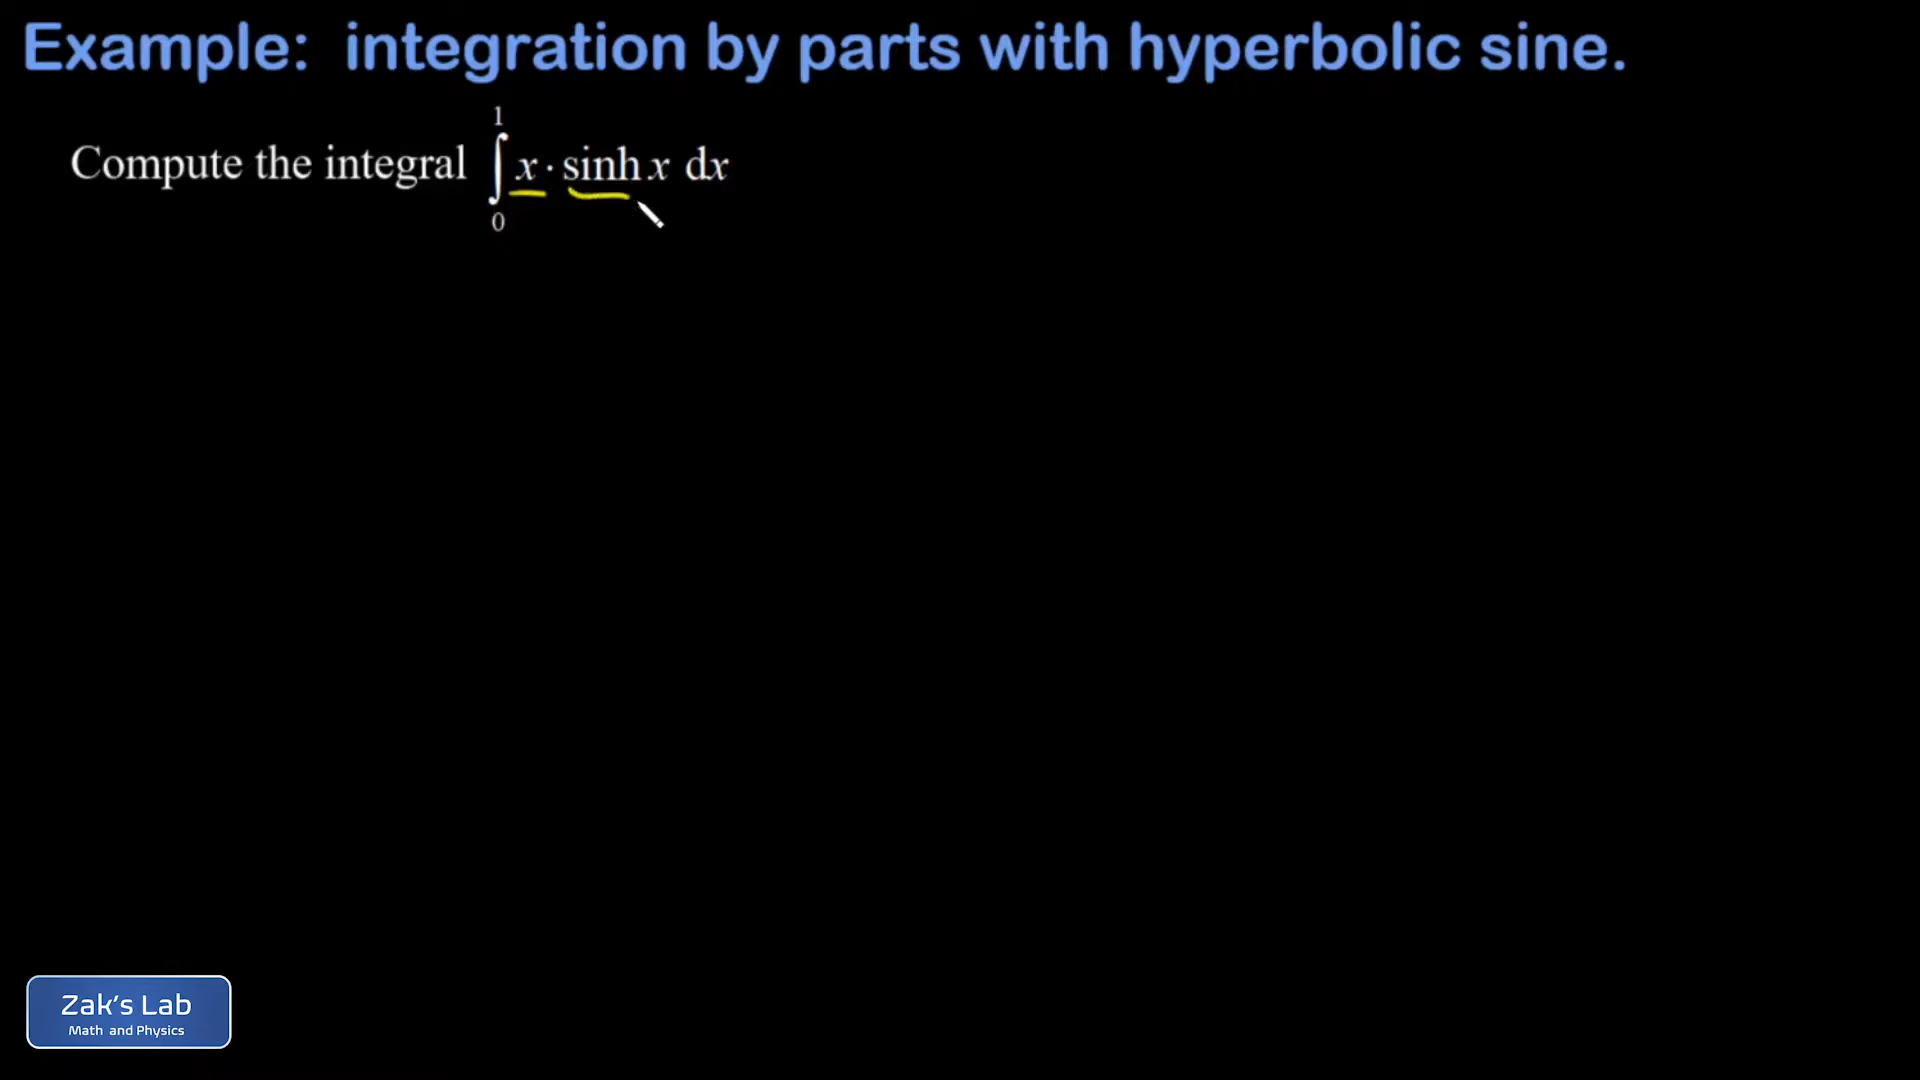 Example: integration by parts with hyperbolic sine.
Compute the integral ∫₀¹ x · sinh x dx
Zak's Lab
Math and Physics